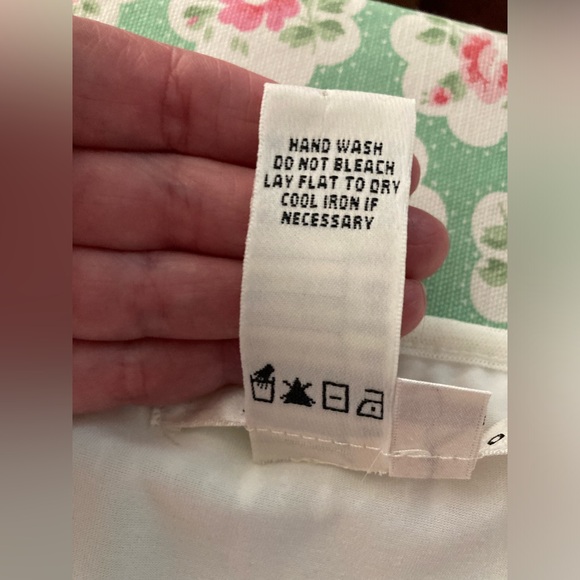 HAND WASH
DO NOT BLEACH
LAY FLAT TO DRY
COOL IRON IF
NECESSARY